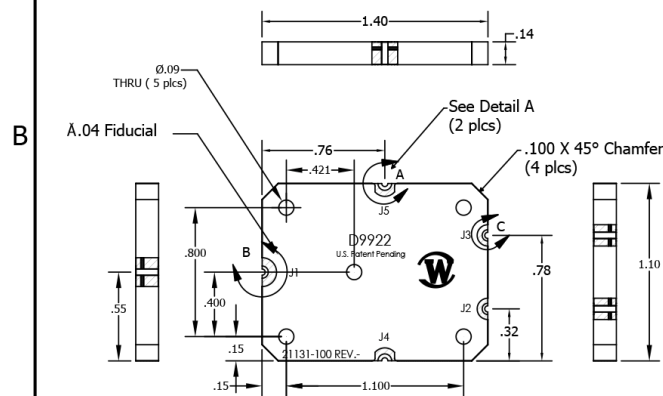 1.40
.14
Ø.09
THRU ( 5 plcs)
See Detail A
(2 plcs)
B
Ă.04 Fiducial
.76
.100 X 45° Chamfer
(4 plcs)
.421
A
J5
D9922
U.S. Patent Pending
J3
C
B
J1
W
.800
.400
.55
.78
1.10
J2
.32
.15
J4
21131-100 REV.-
.15
1.100